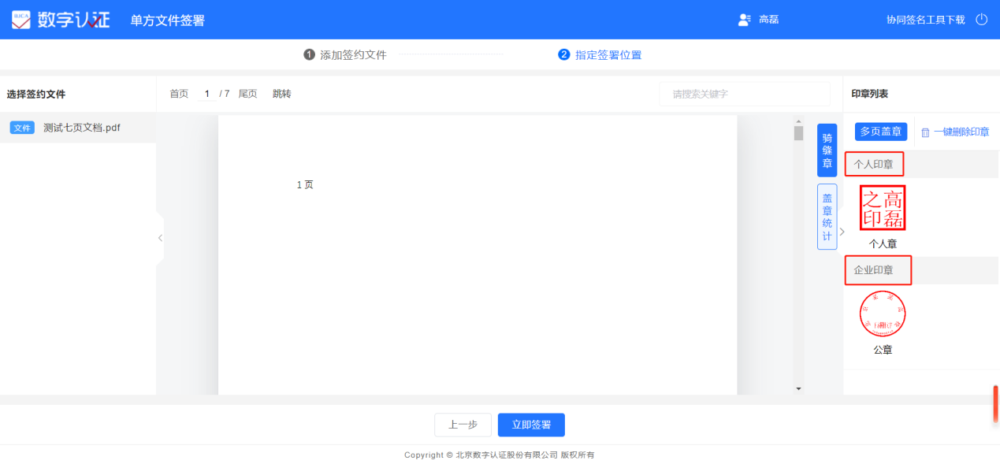 BJCA 数字认证 单方文件签署 高磊 协同签名工具下载
1 添加签约文件 2 指定签署位置
选择签约文件 首页 1 / 7 尾页 跳转 请搜索关键字 印章列表
文件 测试七页文档.pdf
多页盖章 一键删除印章
骑缝章
个人印章
1 页
盖章统计
高磊之印
个人章
企业印章
公章
上一步 立即签署
Copyright © 北京数字认证股份有限公司 版权所有